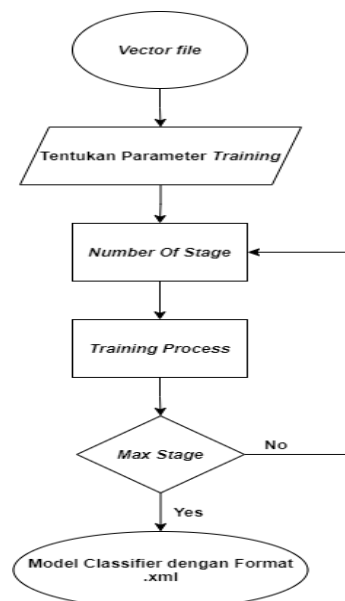 Vector file
Tentukan Parameter Training
Number Of Stage
Training Process
Max Stage
No
Yes
Model Classifier dengan Format
.xml